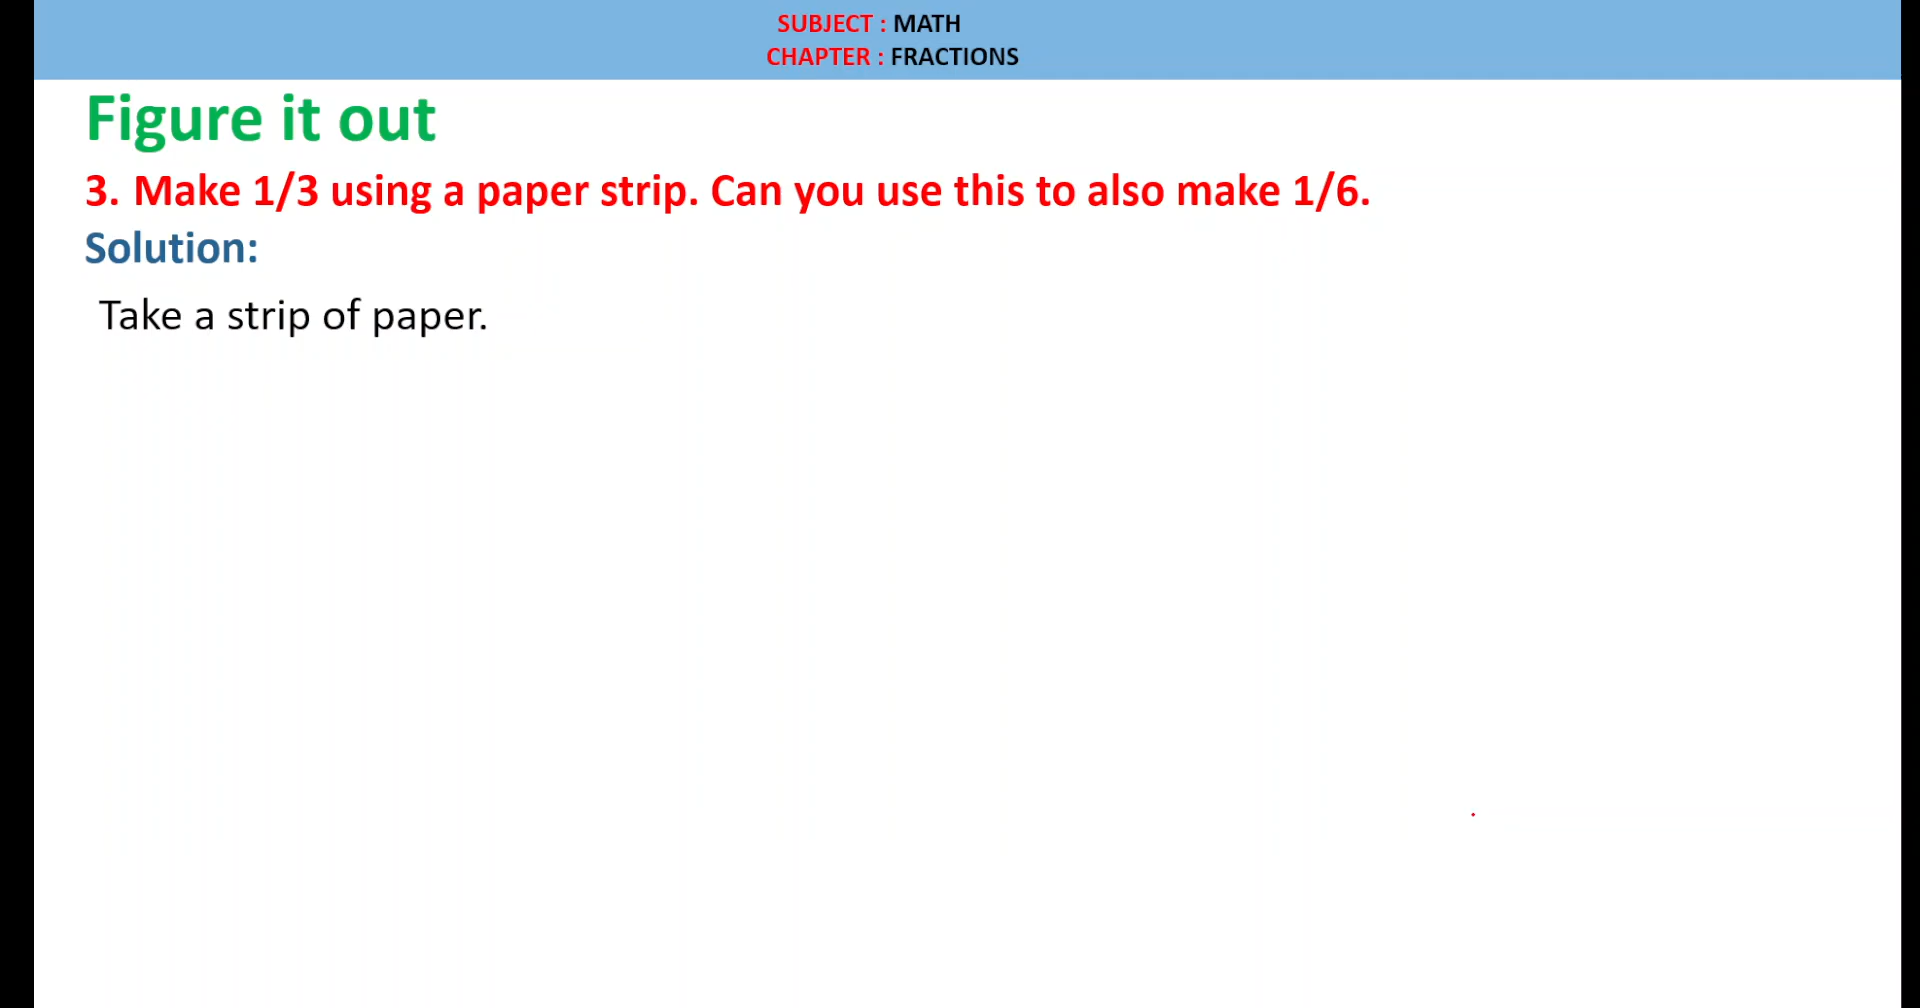 SUBJECT : MATH
CHAPTER : FRACTIONS
Figure it out
3. Make 1/3 using a paper strip. Can you use this to also make 1/6.
Solution:
Take a strip of paper.